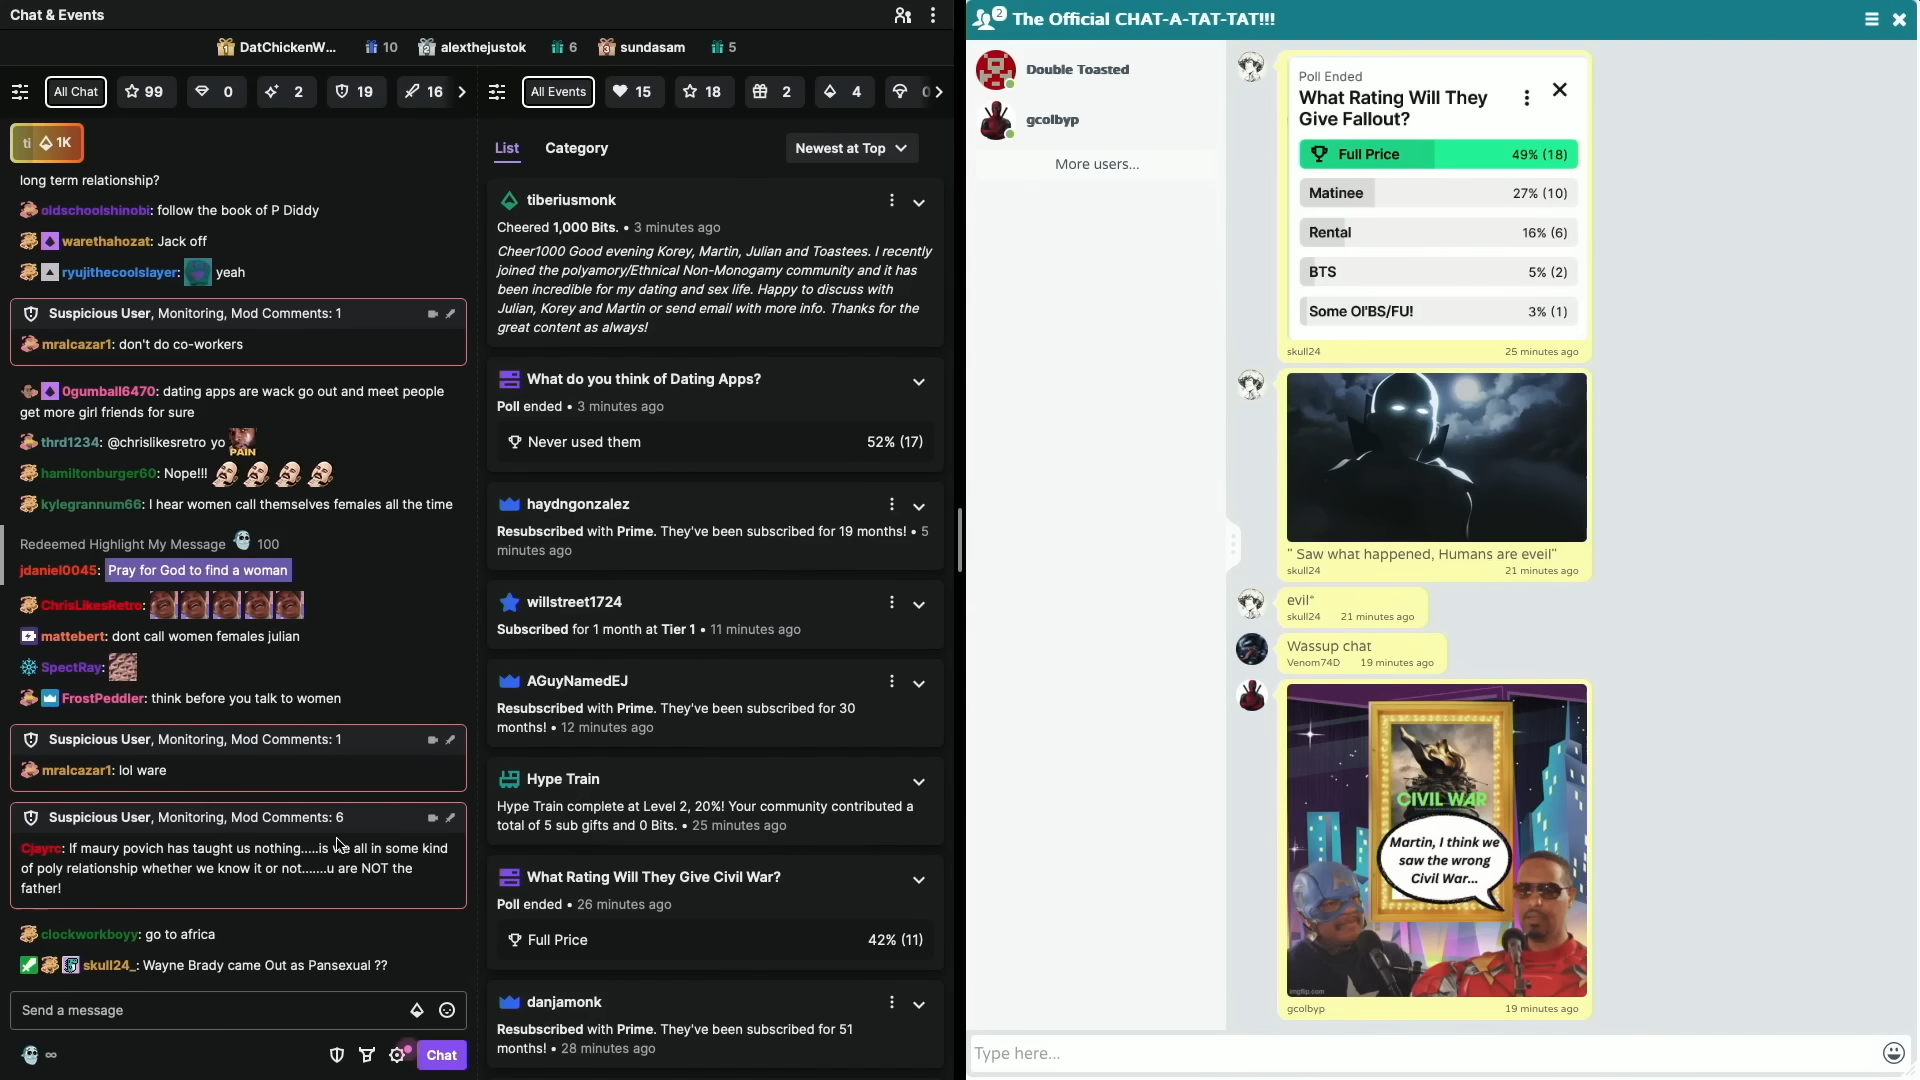 Chat & Events
DatChickenW... 10 alexthejustok 6 sundasam 5
All Chat 99 0 2 19 16
1K
long term relationship?
oldschoolshinobi: follow the book of P Diddy
warethahozat: Jack off
ryujithecoolslayer: yeah
Suspicious User, Monitoring, Mod Comments: 1
mralcazar1: don't do co-workers
0gumball6470: dating apps are wack go out and meet people
get more girl friends for sure
thrd1234: @chrislikesretro yo PAIN
hamiltonburger60: Nope!!!
kylegrannum66: I hear women call themselves females all the time
Redeemed Highlight My Message 100
jdaniel0045: Pray for God to find a woman
ChrisLikesRetro:
mattebert: dont call women females julian
SpectRay:
FrostPeddler: think before you talk to women
Suspicious User, Monitoring, Mod Comments: 1
mralcazar1: lol ware
Suspicious User, Monitoring, Mod Comments: 6
Cjayrc: If maury povich has taught us nothing.....is we all in some kind
of poly relationship whether we know it or not.......u are NOT the
father!
clockworkboyy: go to africa
skull24_: Wayne Brady came Out as Pansexual ??
Send a message
Chat
All Events 15 18 2 4 0
List Category Newest at Top
tiberiusmonk
Cheered 1,000 Bits. • 3 minutes ago
Cheer1000 Good evening Korey, Martin, Julian and Toastees. I recently
joined the polyamory/Ethnical Non-Monogamy community and it has
been incredible for my dating and sex life. Happy to discuss with
Julian, Korey and Martin or send email with more info. Thanks for the
great content as always!
What do you think of Dating Apps?
Poll ended • 3 minutes ago
Never used them 52% (17)
haydngonzalez
Resubscribed with Prime. They've been subscribed for 19 months! • 5
minutes ago
willstreet1724
Subscribed for 1 month at Tier 1 • 11 minutes ago
AGuyNamedEJ
Resubscribed with Prime. They've been subscribed for 30
months! • 12 minutes ago
Hype Train
Hype Train complete at Level 2, 20%! Your community contributed a
total of 5 sub gifts and 0 Bits. • 25 minutes ago
What Rating Will They Give Civil War?
Poll ended • 26 minutes ago
Full Price 42% (11)
danjamonk
Resubscribed with Prime. They've been subscribed for 51
months! • 28 minutes ago
2 The Official CHAT-A-TAT-TAT!!!
Double Toasted
gcolbyp
More users...
Poll Ended
What Rating Will They
Give Fallout?
Full Price 49% (18)
Matinee 27% (10)
Rental 16% (6)
BTS 5% (2)
Some Ol'BS/FU! 3% (1)
skull24 25 minutes ago
" Saw what happened, Humans are eveil"
skull24 21 minutes ago
evil*
skull24 21 minutes ago
Wassup chat
Venom74D 19 minutes ago
CIVIL WAR
Martin, I think we
saw the wrong
Civil War...
imgflip.com
gcolbyp 19 minutes ago
Type here...